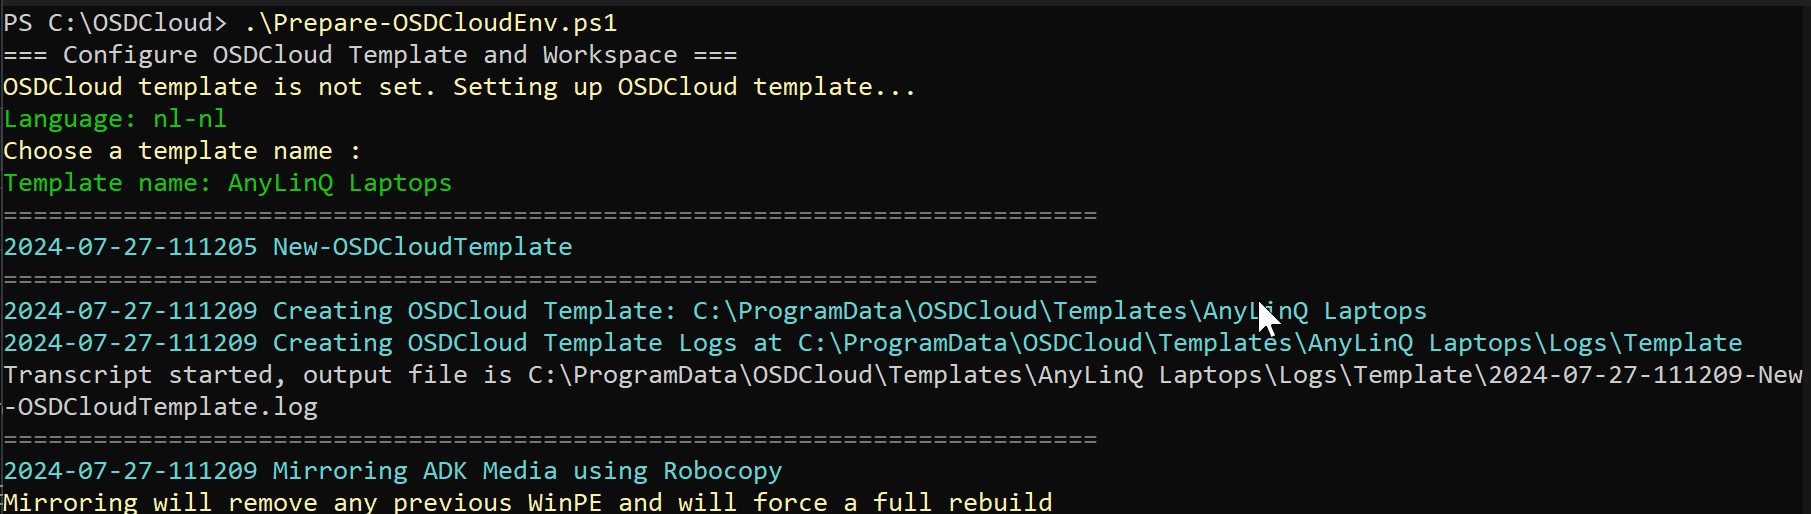 PS C:\OSDCloud> .\Prepare-OSDCloudEnv.ps1
=== Configure OSDCloud Template and Workspace ===
OSDCloud template is not set. Setting up OSDCloud template...
Language: nl-nl
Choose a template name :
Template name: AnyLinQ Laptops
=========================================================================
2024-07-27-111205 New-OSDCloudTemplate
=========================================================================
2024-07-27-111209 Creating OSDCloud Template: C:\ProgramData\OSDCloud\Templates\AnyLinQ Laptops
2024-07-27-111209 Creating OSDCloud Template Logs at C:\ProgramData\OSDCloud\Templates\AnyLinQ Laptops\Logs\Template
Transcript started, output file is C:\ProgramData\OSDCloud\Templates\AnyLinQ Laptops\Logs\Template\2024-07-27-111209-New
-OSDCloudTemplate.log
=========================================================================
2024-07-27-111209 Mirroring ADK Media using Robocopy
Mirroring will remove any previous WinPE and will force a full rebuild